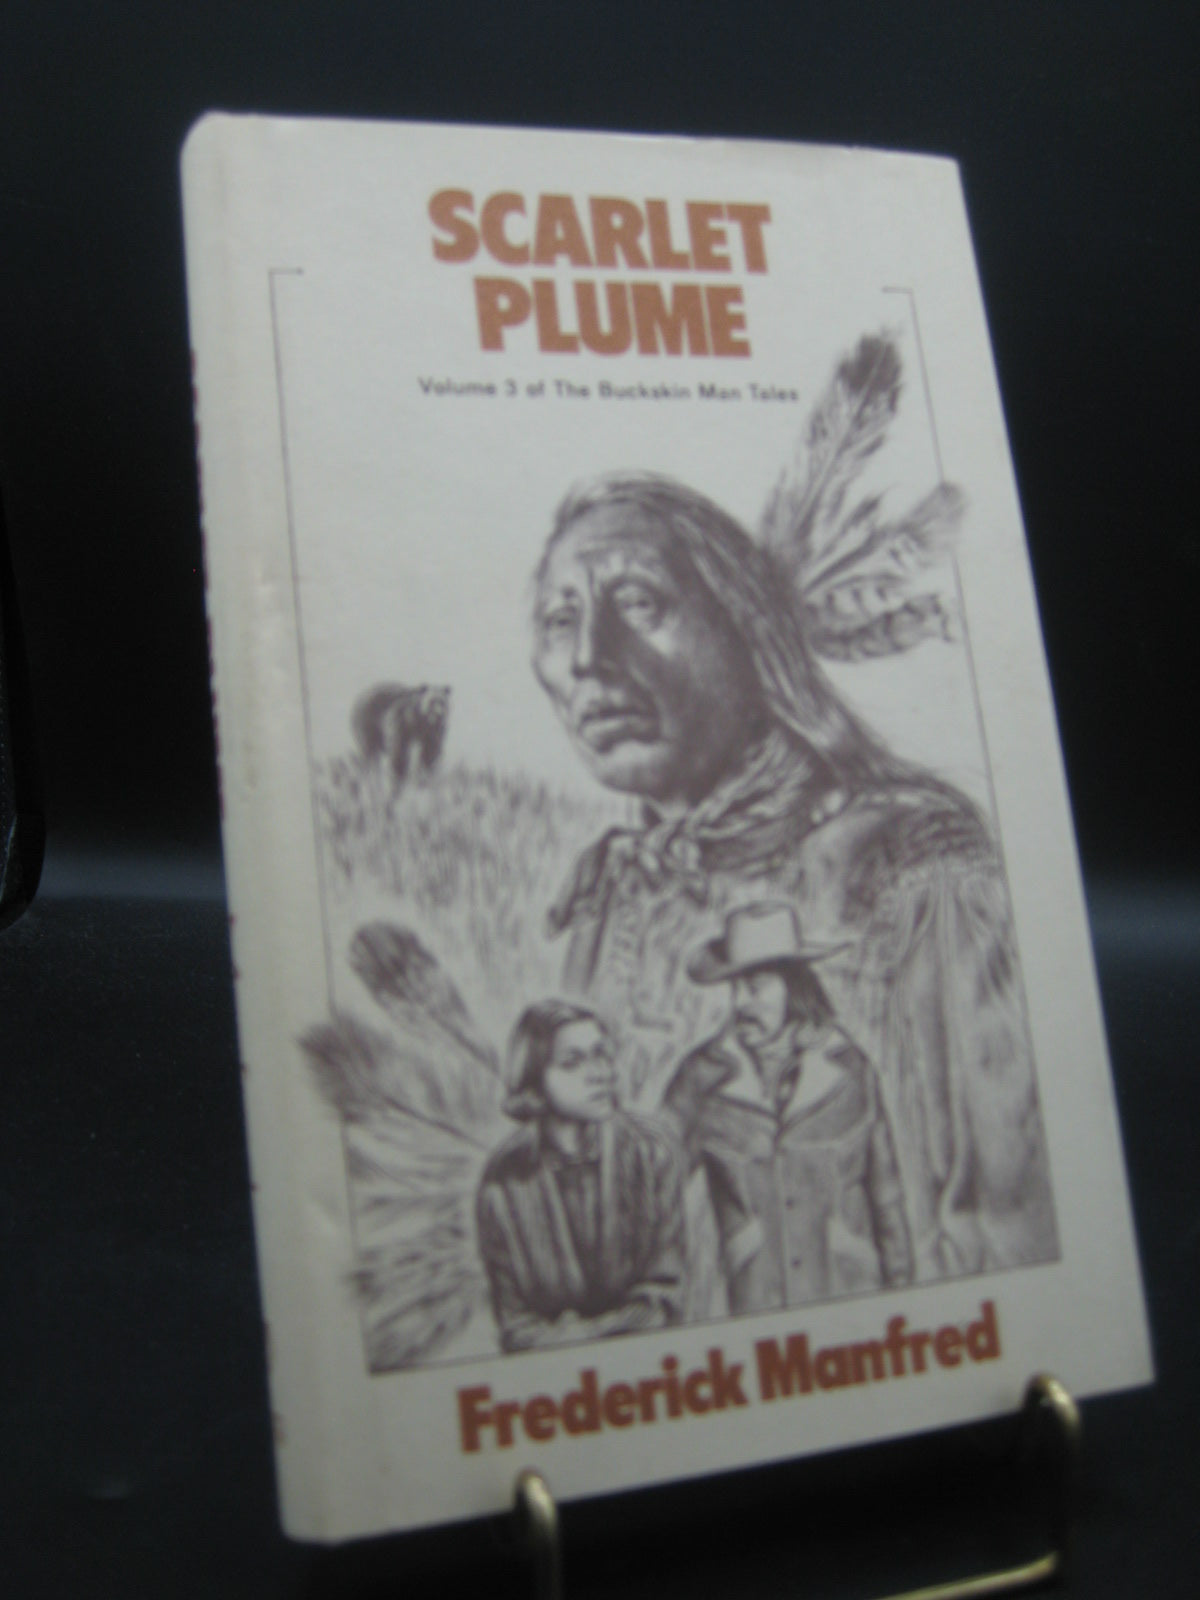 SCARLET
PLUME
Volume 3 of The Buckskin Man Tales
Frederick Manfred